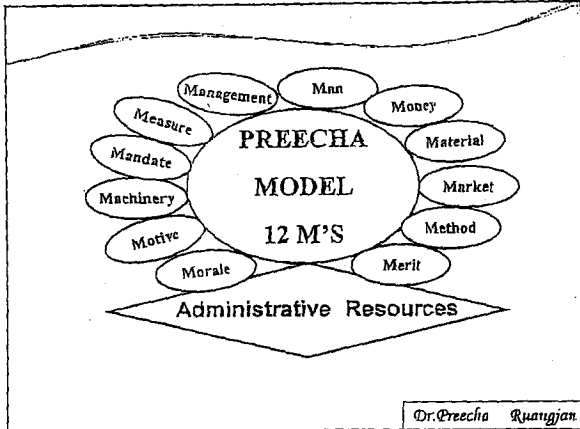 Management
Man
Money
Material
Market
Method
Merit
Morale
Motive
Machinery
Mandate
Measure
PREECHA
MODEL
12 M'S
Administrative Resources
Dr.Preecha Ruangjan